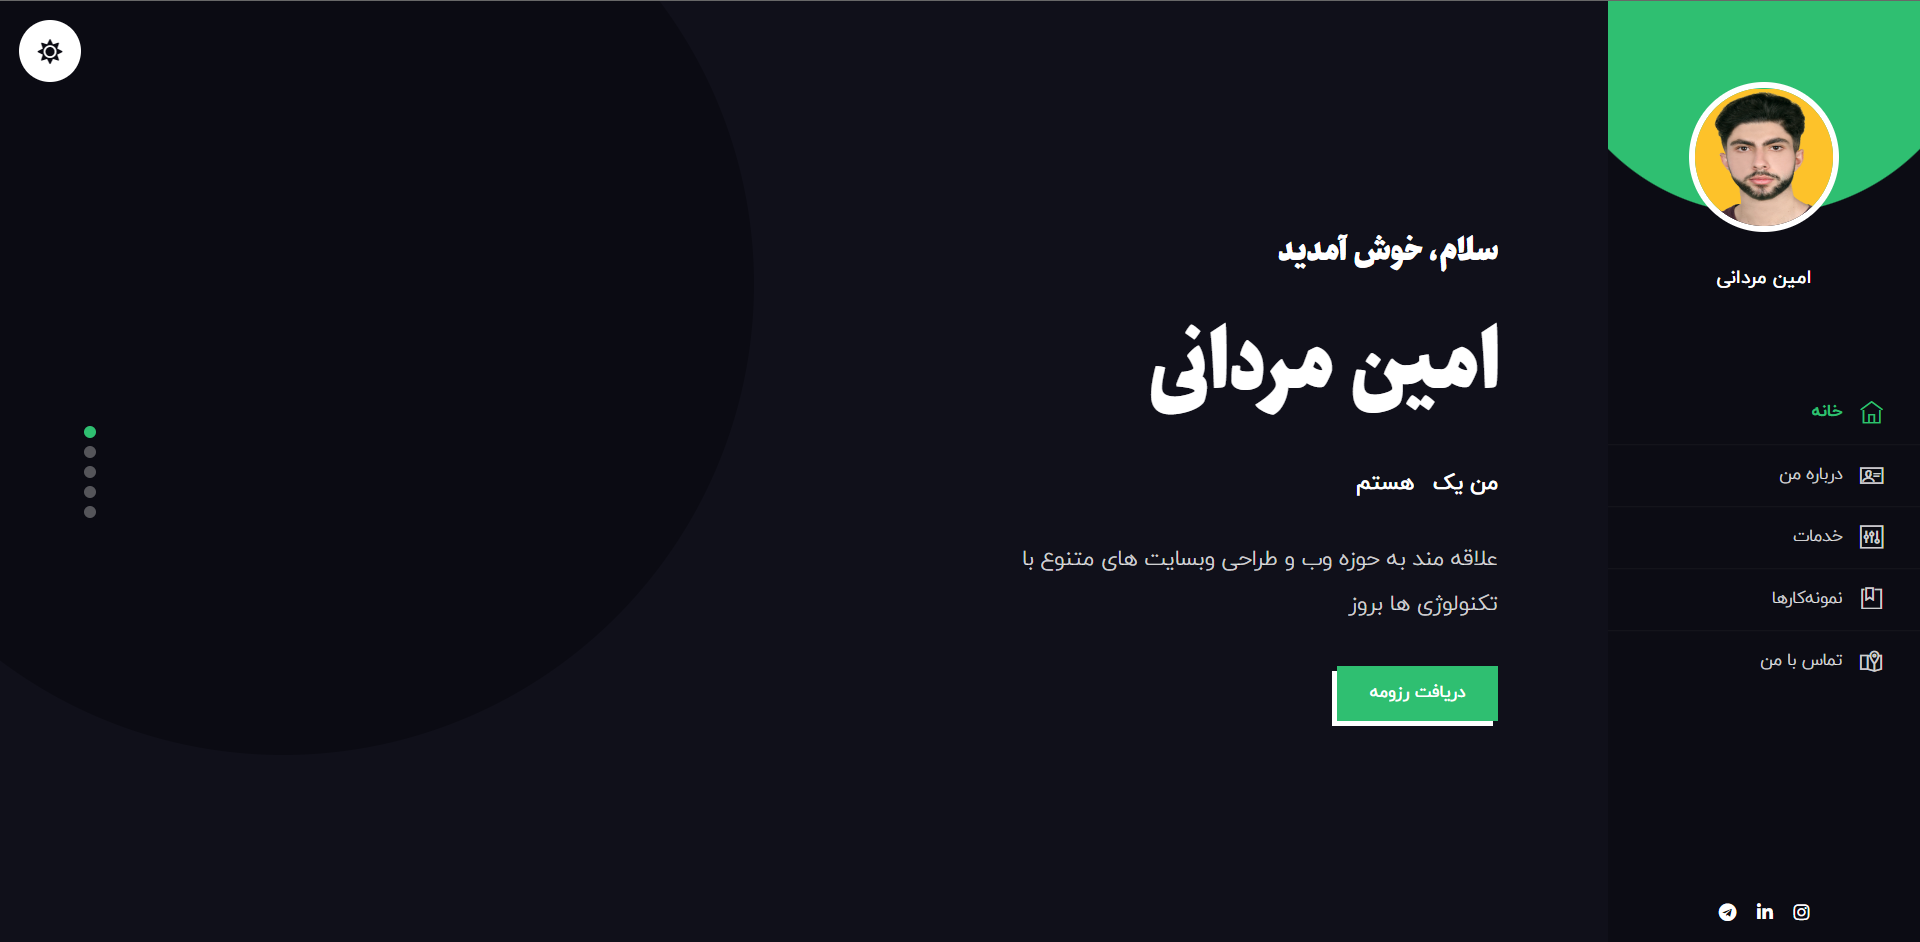 امین مردانی
خانه
درباره من
خدمات
نمونه‌کارها
تماس با من
سلام، خوش آمدید
امین مردانی
من یک هستم
علاقه مند به حوزه وب و طراحی وبسایت های متنوع با
تکنولوژی ها بروز
دریافت رزومه